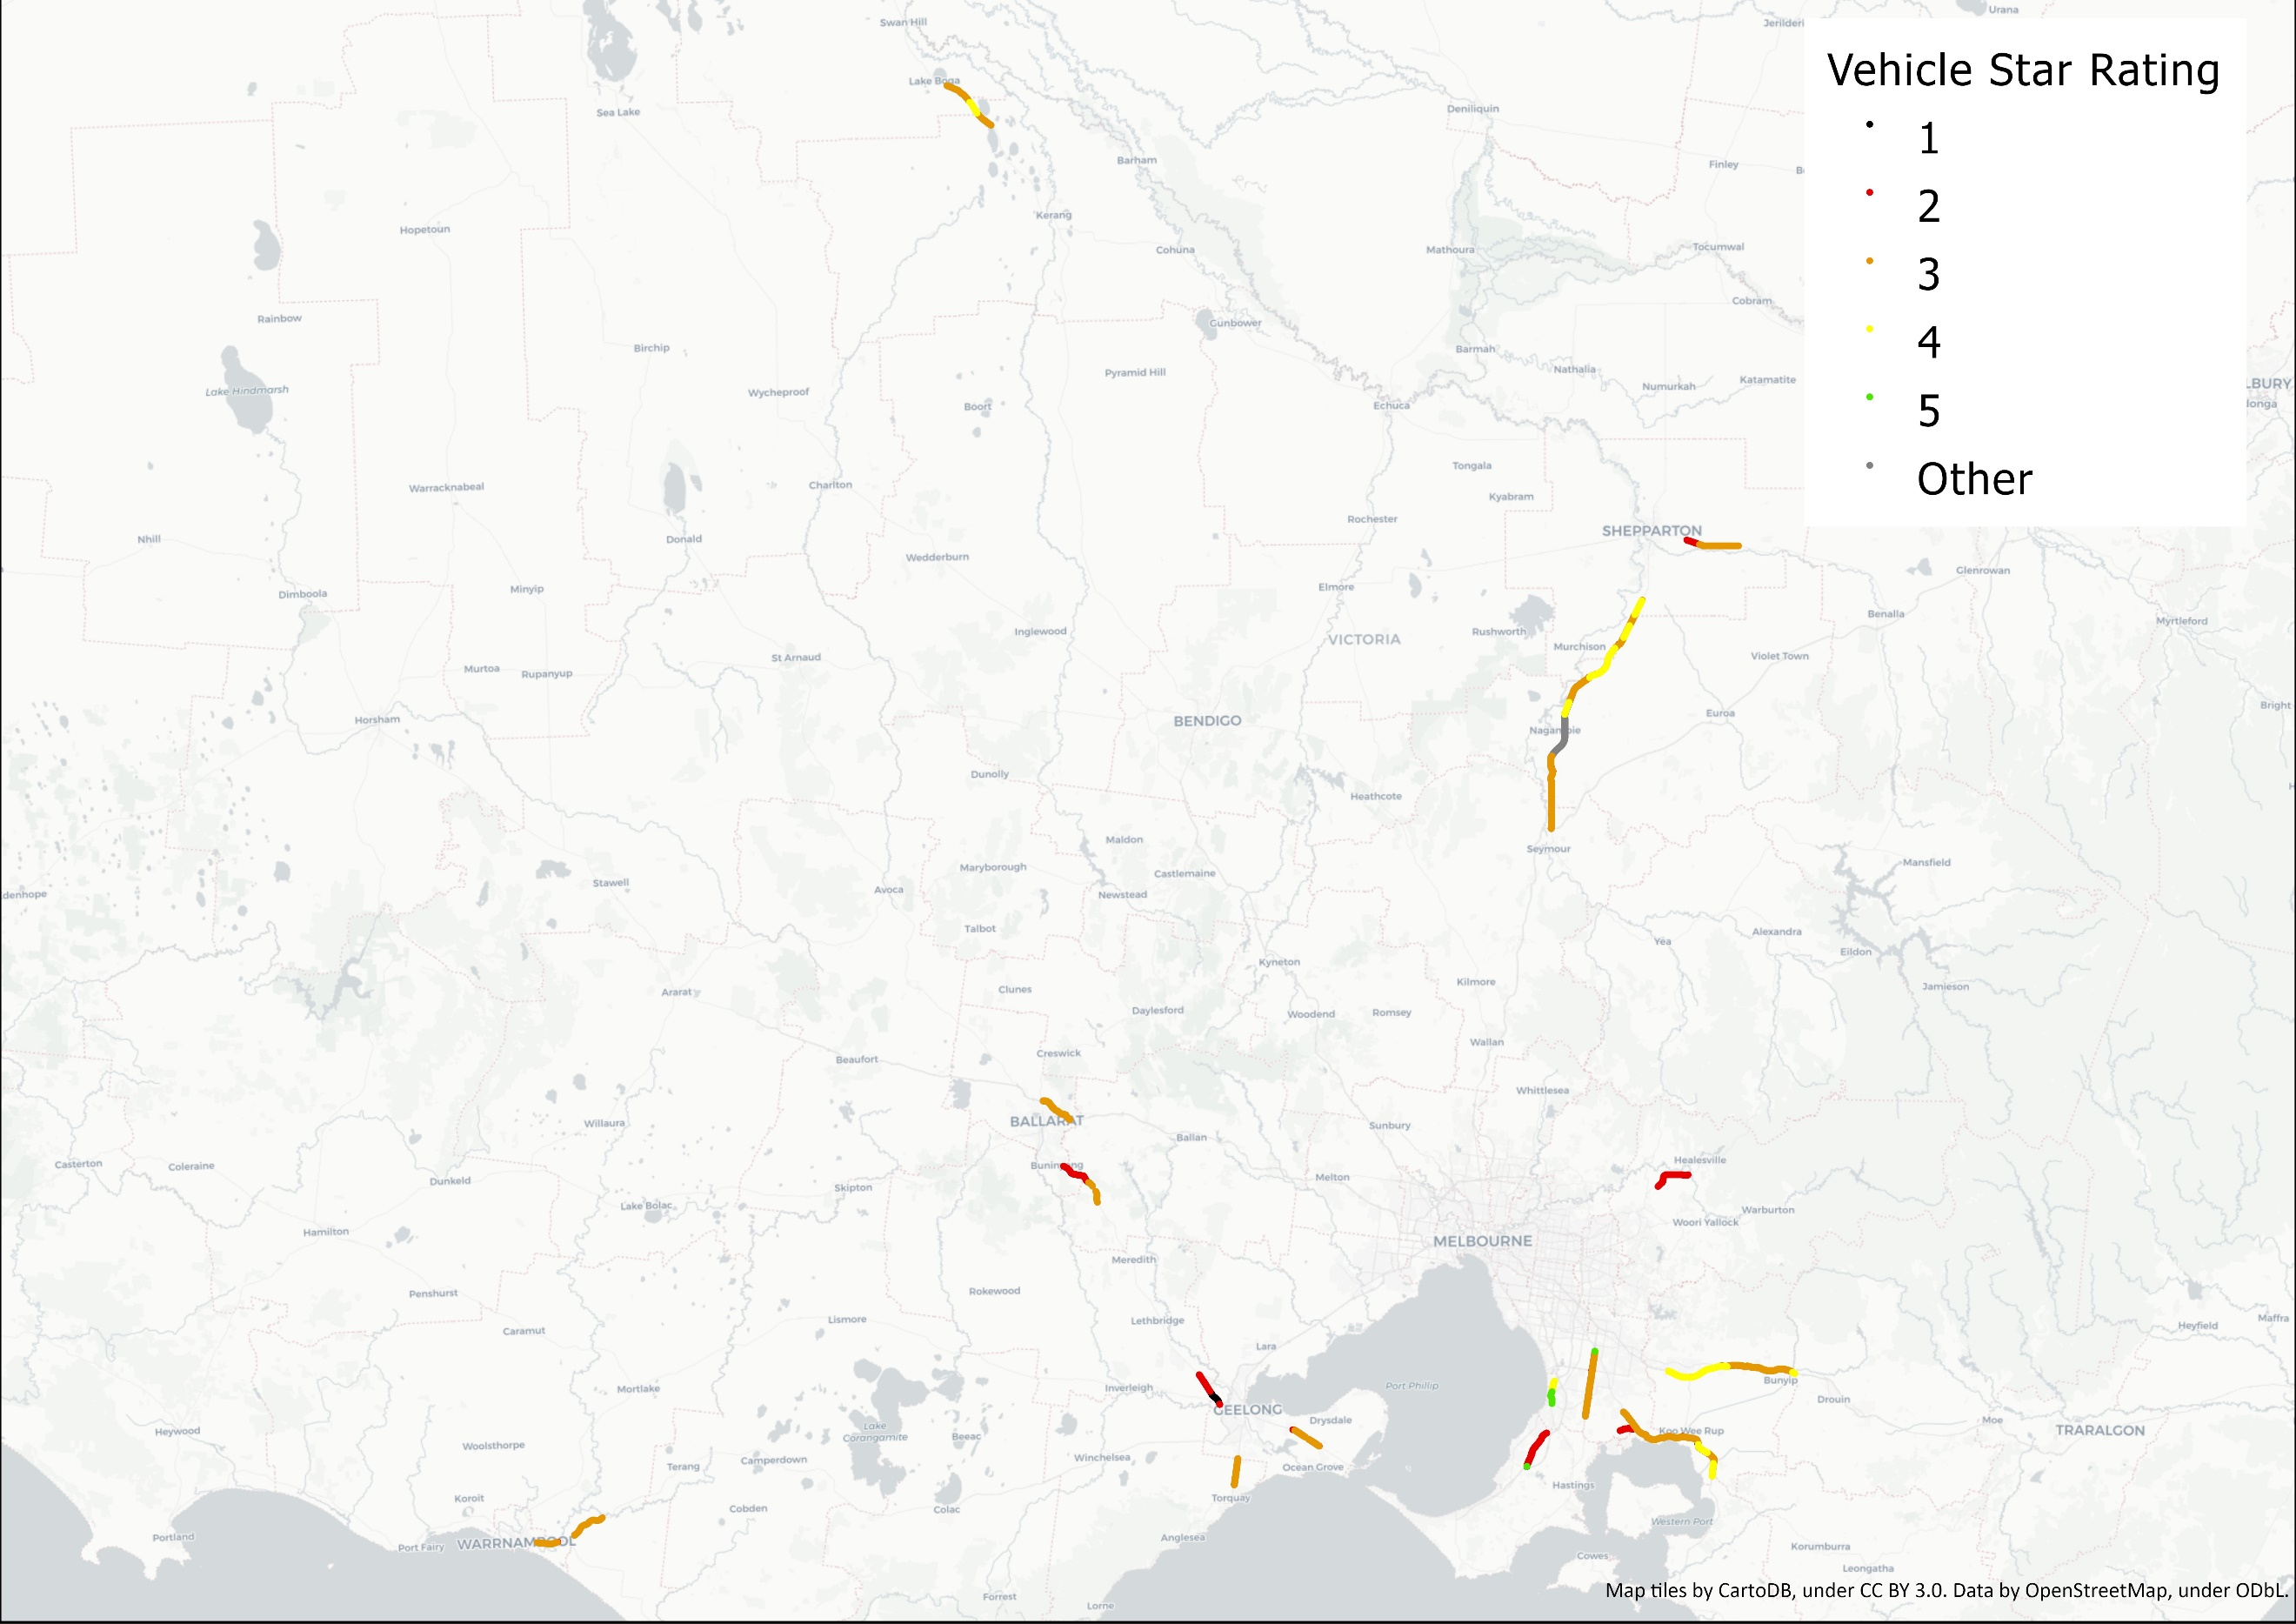 Swan Hill
Urana
Jerilderi
Vehicle Star Rating
1
2
3
4
5
Other
Lake Boga
Sea Lake
Deniliquin
Barham
Finley
Kerang
Hopetoun
Cohuna
Mathoura
Tocumwal
Cobram
Rainbow
Gunbower
Birchip
Barmah
Pyramid Hill
Nathalia
Katamatite
Numurkah
LBURY
donga
Lake Hindmarsh
Wycheproof
Boort
Echuca
Tongala
Charlton
Warracknabeal
Kyabram
Rochester
SHEPPARTON
Nhill
Donald
Wedderburn
Glenrowan
Elmore
Minyip
Dimboola
Benalla
Myrtleford
Inglewood
Rushworth
VICTORIA
Murchison
St Arnaud
Violet Town
Murtoa
Rupanyup
Bright
Horsham
BENDIGO
Euroa
Nagambie
Dunolly
Heathcote
Maldon
Seymour
Mansfield
Maryborough
Castlemaine
Stawell
Avoca
denhope
Newstead
Talbot
Alexandra
Yea
Eildon
Kyneton
Kilmore
Jamieson
Ararat
Clunes
Daylesford
Woodend
Romsey
Wallan
Creswick
Beaufort
Whittlesea
BALLARAT
Willaura
Sunbury
Ballan
Healesville
Casterton
Coleraine
Buninyong
Melton
Dunkeld
Skipton
Lake Bolac
Warburton
Woori Yallock
Hamilton
MELBOURNE
Meredith
Penshurst
Rokewood
Lismore
Lethbridge
Maffra
Heyfield
Caramut
Lara
Bunyip
Port Phillip
Mortlake
Inverleigh
Drouin
GEELONG
Drysdale
Moe
Heywood
Lake
Corangamite
Beeac
Koo Wee Rup
TRARALGON
Woolsthorpe
Winchelsea
Camperdown
Terang
Ocean Grove
Hastings
Koroit
Torquay
Cobden
Colac
Western Port
Portland
Port Fairy
WARRNAMBOOL
Anglesea
Korumburra
Cowes
Leongatha
Forrest
Lorne
Map tiles by CartoDB, under CC BY 3.0. Data by OpenStreetMap, under ODbL.